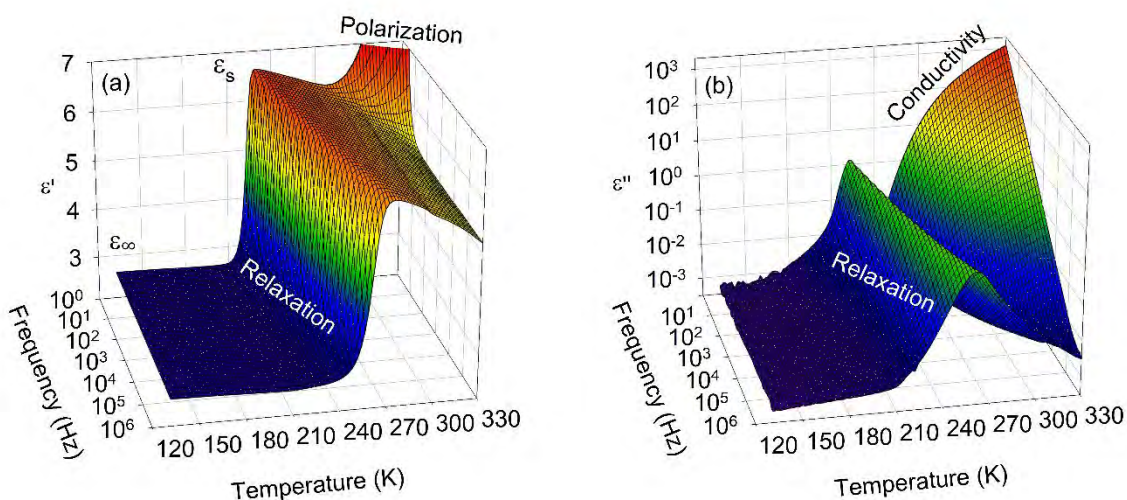 Polarization
(a)
εs
7
6
5
4
3
ε'
ε∞
Relaxation
10⁰
10¹
10²
10³
10⁴
10⁵
10⁶
Frequency (Hz)
120 150 180 210 240 270 300 330
Temperature (K)
(b)
Conductivity
10³
10²
10¹
10⁰
10⁻¹
10⁻²
10⁻³
ε''
Relaxation
10¹
10²
10³
10⁴
10⁵
10⁶
Frequency (Hz)
120 150 180 210 240 270 300 330
Temperature (K)